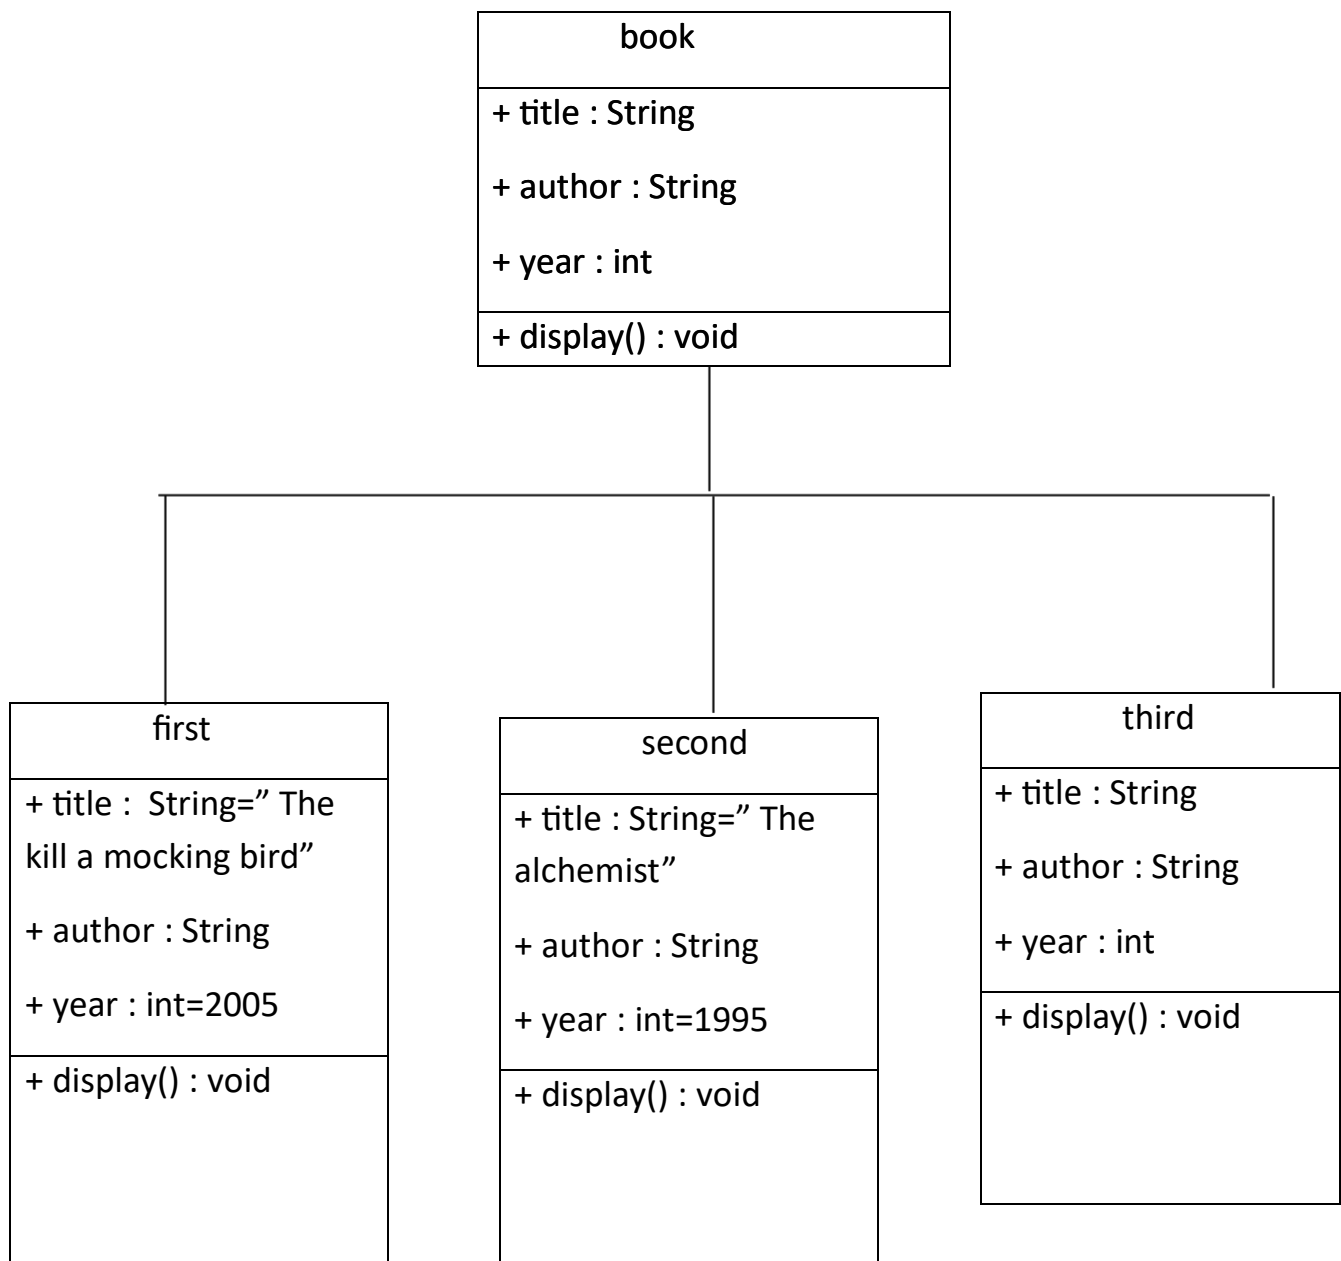 book
+ title : String
+ author : String
+ year : int
+ display() : void
first
+ title :  String=” The
kill a mocking bird”
+ author : String
+ year : int=2005
+ display() : void
second
+ title : String=” The
alchemist”
+ author : String
+ year : int=1995
+ display() : void
third
+ title : String
+ author : String
+ year : int
+ display() : void